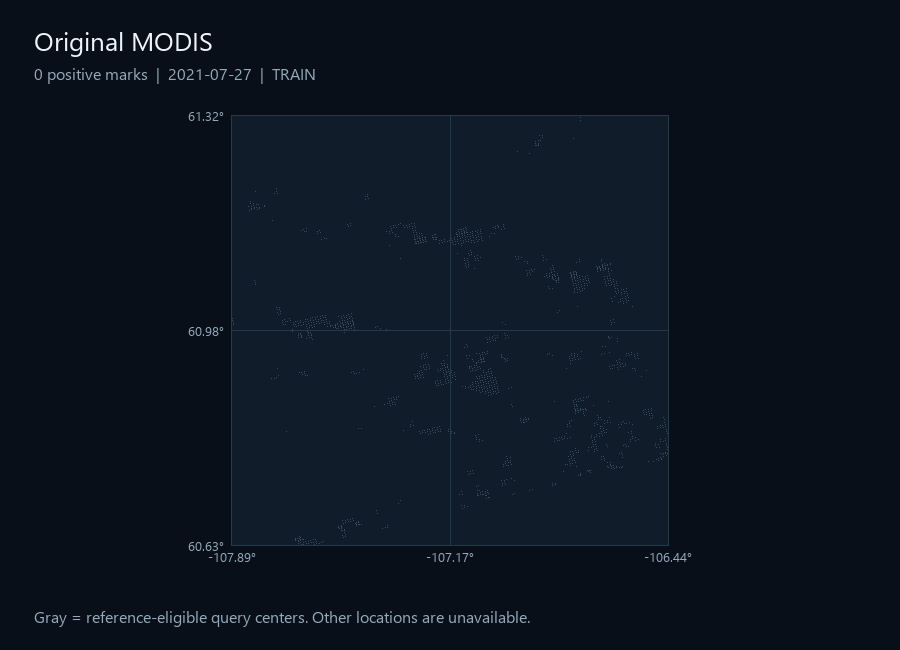 Original MODIS
0 positive marks | 2021-07-27 | TRAIN
61.32°
60.98°
60.63°
-107.89°
-107.17°
-106.44°
Gray = reference-eligible query centers. Other locations are unavailable.